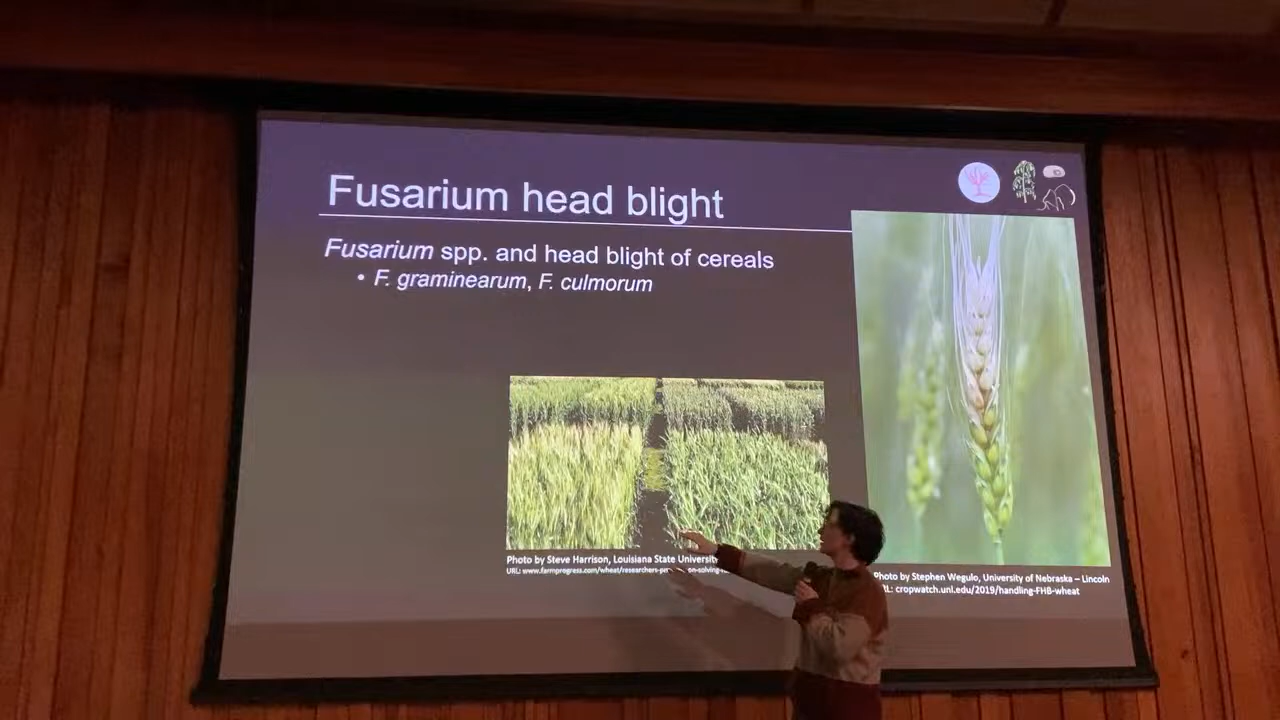 Fusarium head blight
Fusarium spp. and head blight of cereals
• F. graminearum, F. culmorum
Photo by Steve Harrison, Louisiana State
URL: www.farmprogress.com/wheat/researchers
Photo by Stephen Wegulo, University of Nebraska – Lincoln
cropwatch.unl.edu/2019/handling-FHB-wheat